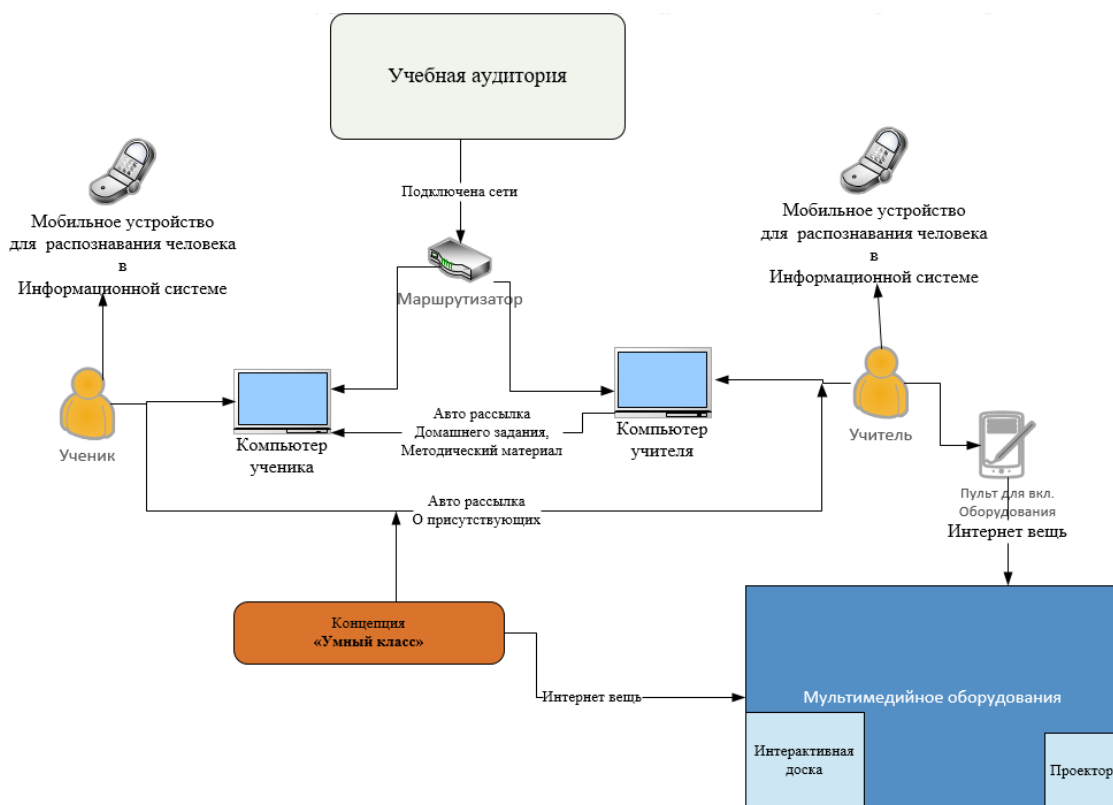 Учебная аудитория
Подключена сети
Маршрутизатор
Мобильное устройство
для распознавания человека
в
Информационной системе
Мобильное устройство
для распознавания человека
в
Информационной системе
Ученик
Компьютер
ученика
Авто рассылка
Домашнего задания,
Методический материал
Компьютер
учителя
Учитель
Пульт для вкл.
Оборудования
Интернет вещь
Авто рассылка
О присутствующих
Концепция
«Умный класс»
Интернет вещь
Мультимедийное оборудования
Интерактивная
доска
Проектор